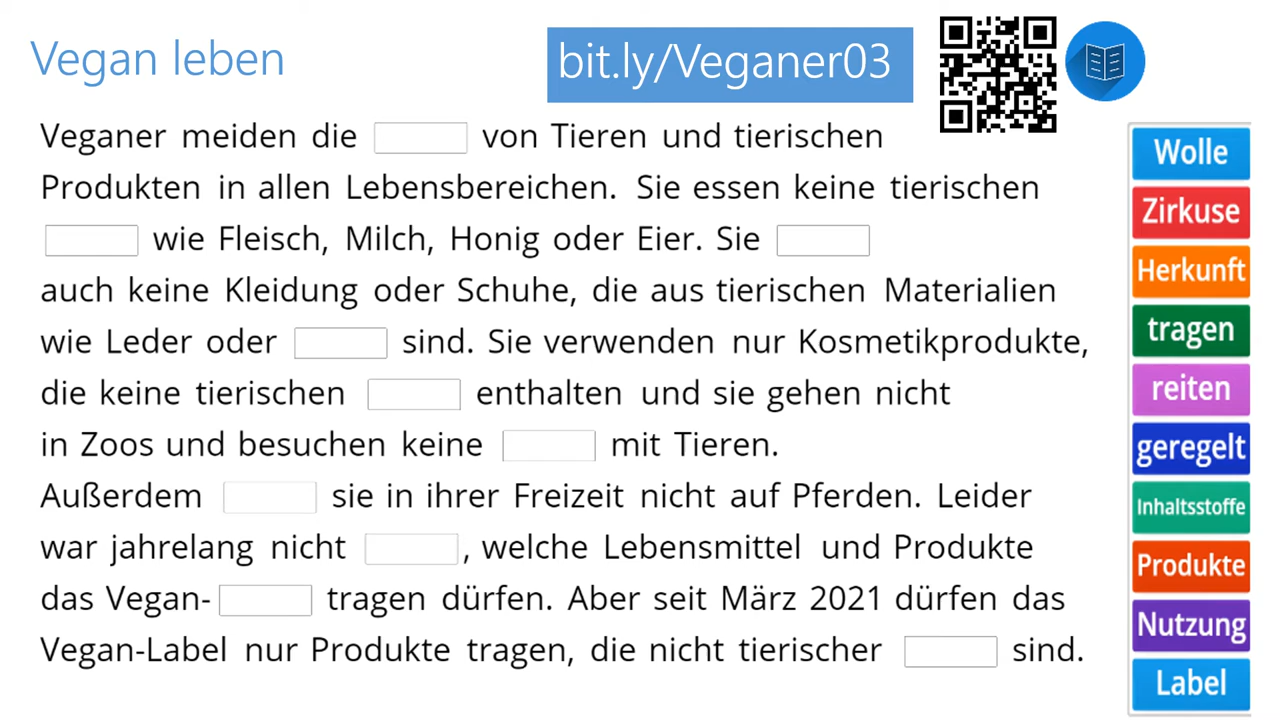 Vegan leben
bit.ly/Veganer03
Veganer meiden die von Tieren und tierischen
Produkten in allen Lebensbereichen. Sie essen keine tierischen
wie Fleisch, Milch, Honig oder Eier. Sie
auch keine Kleidung oder Schuhe, die aus tierischen Materialien
wie Leder oder sind. Sie verwenden nur Kosmetikprodukte,
die keine tierischen enthalten und sie gehen nicht
in Zoos und besuchen keine mit Tieren.
Außerdem sie in ihrer Freizeit nicht auf Pferden. Leider
war jahrelang nicht , welche Lebensmittel und Produkte
das Vegan- tragen dürfen. Aber seit März 2021 dürfen das
Vegan-Label nur Produkte tragen, die nicht tierischer sind.
Wolle
Zirkuse
Herkunft
tragen
reiten
geregelt
Inhaltsstoffe
Produkte
Nutzung
Label